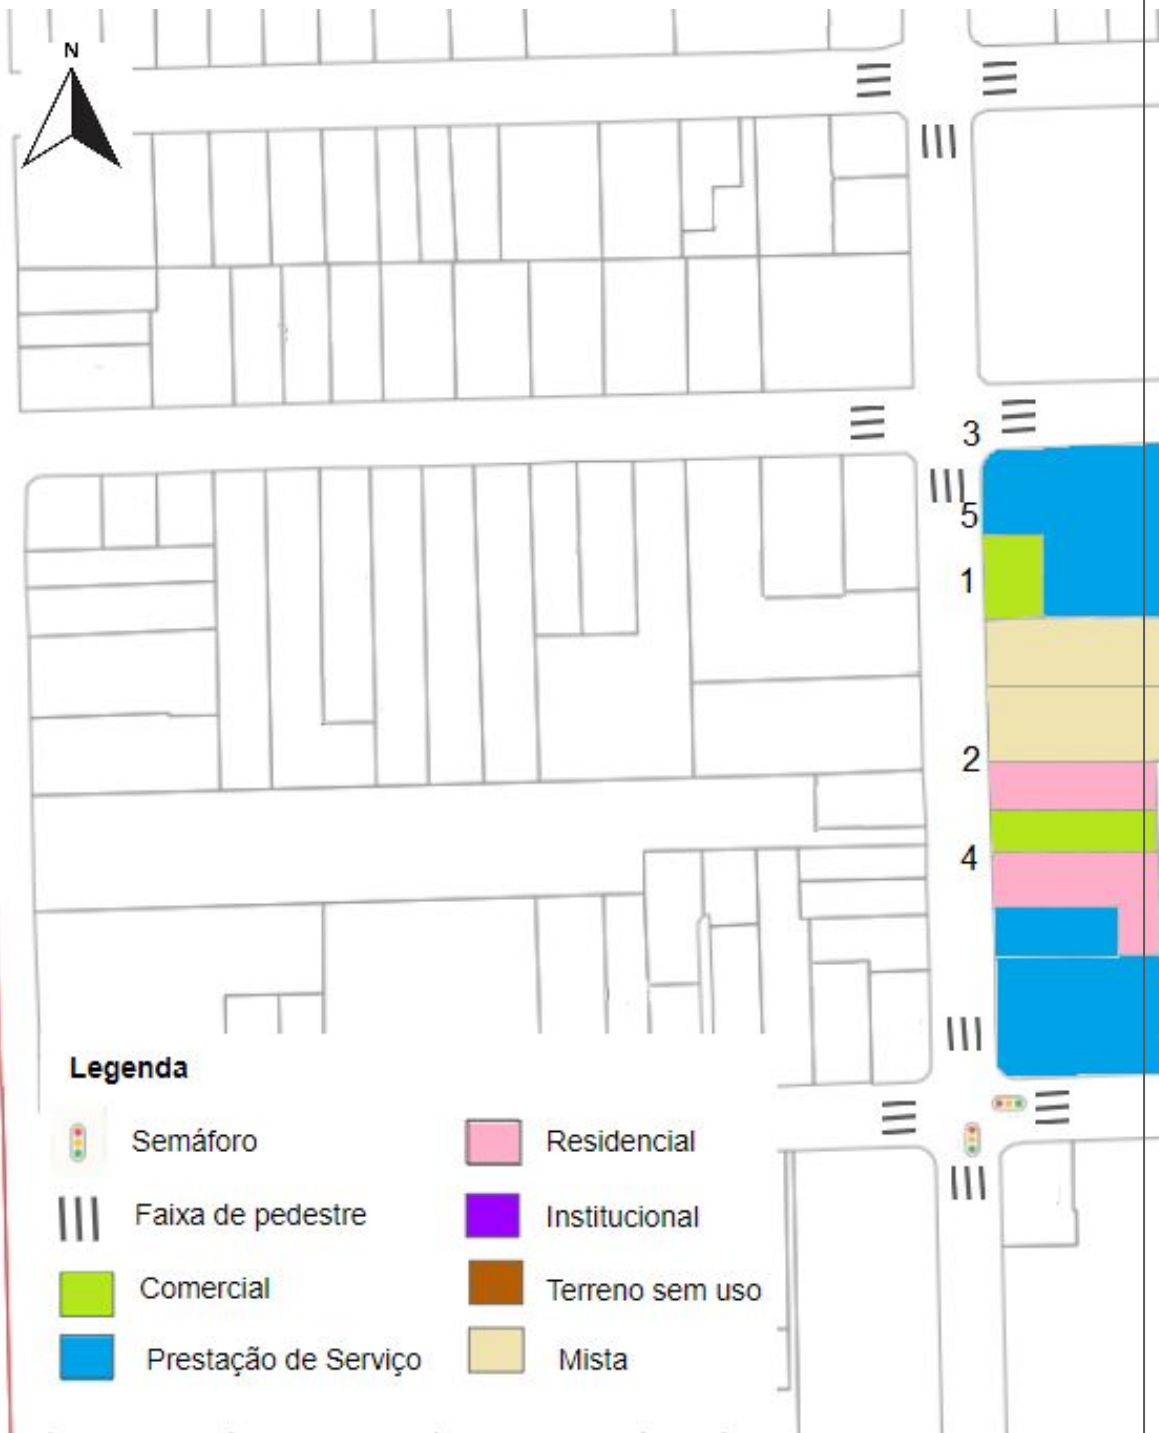 N
3
5
1
2
4
Legenda
Semáforo
Residencial
Faixa de pedestre
Institucional
Comercial
Terreno sem uso
Prestação de Serviço
Mista